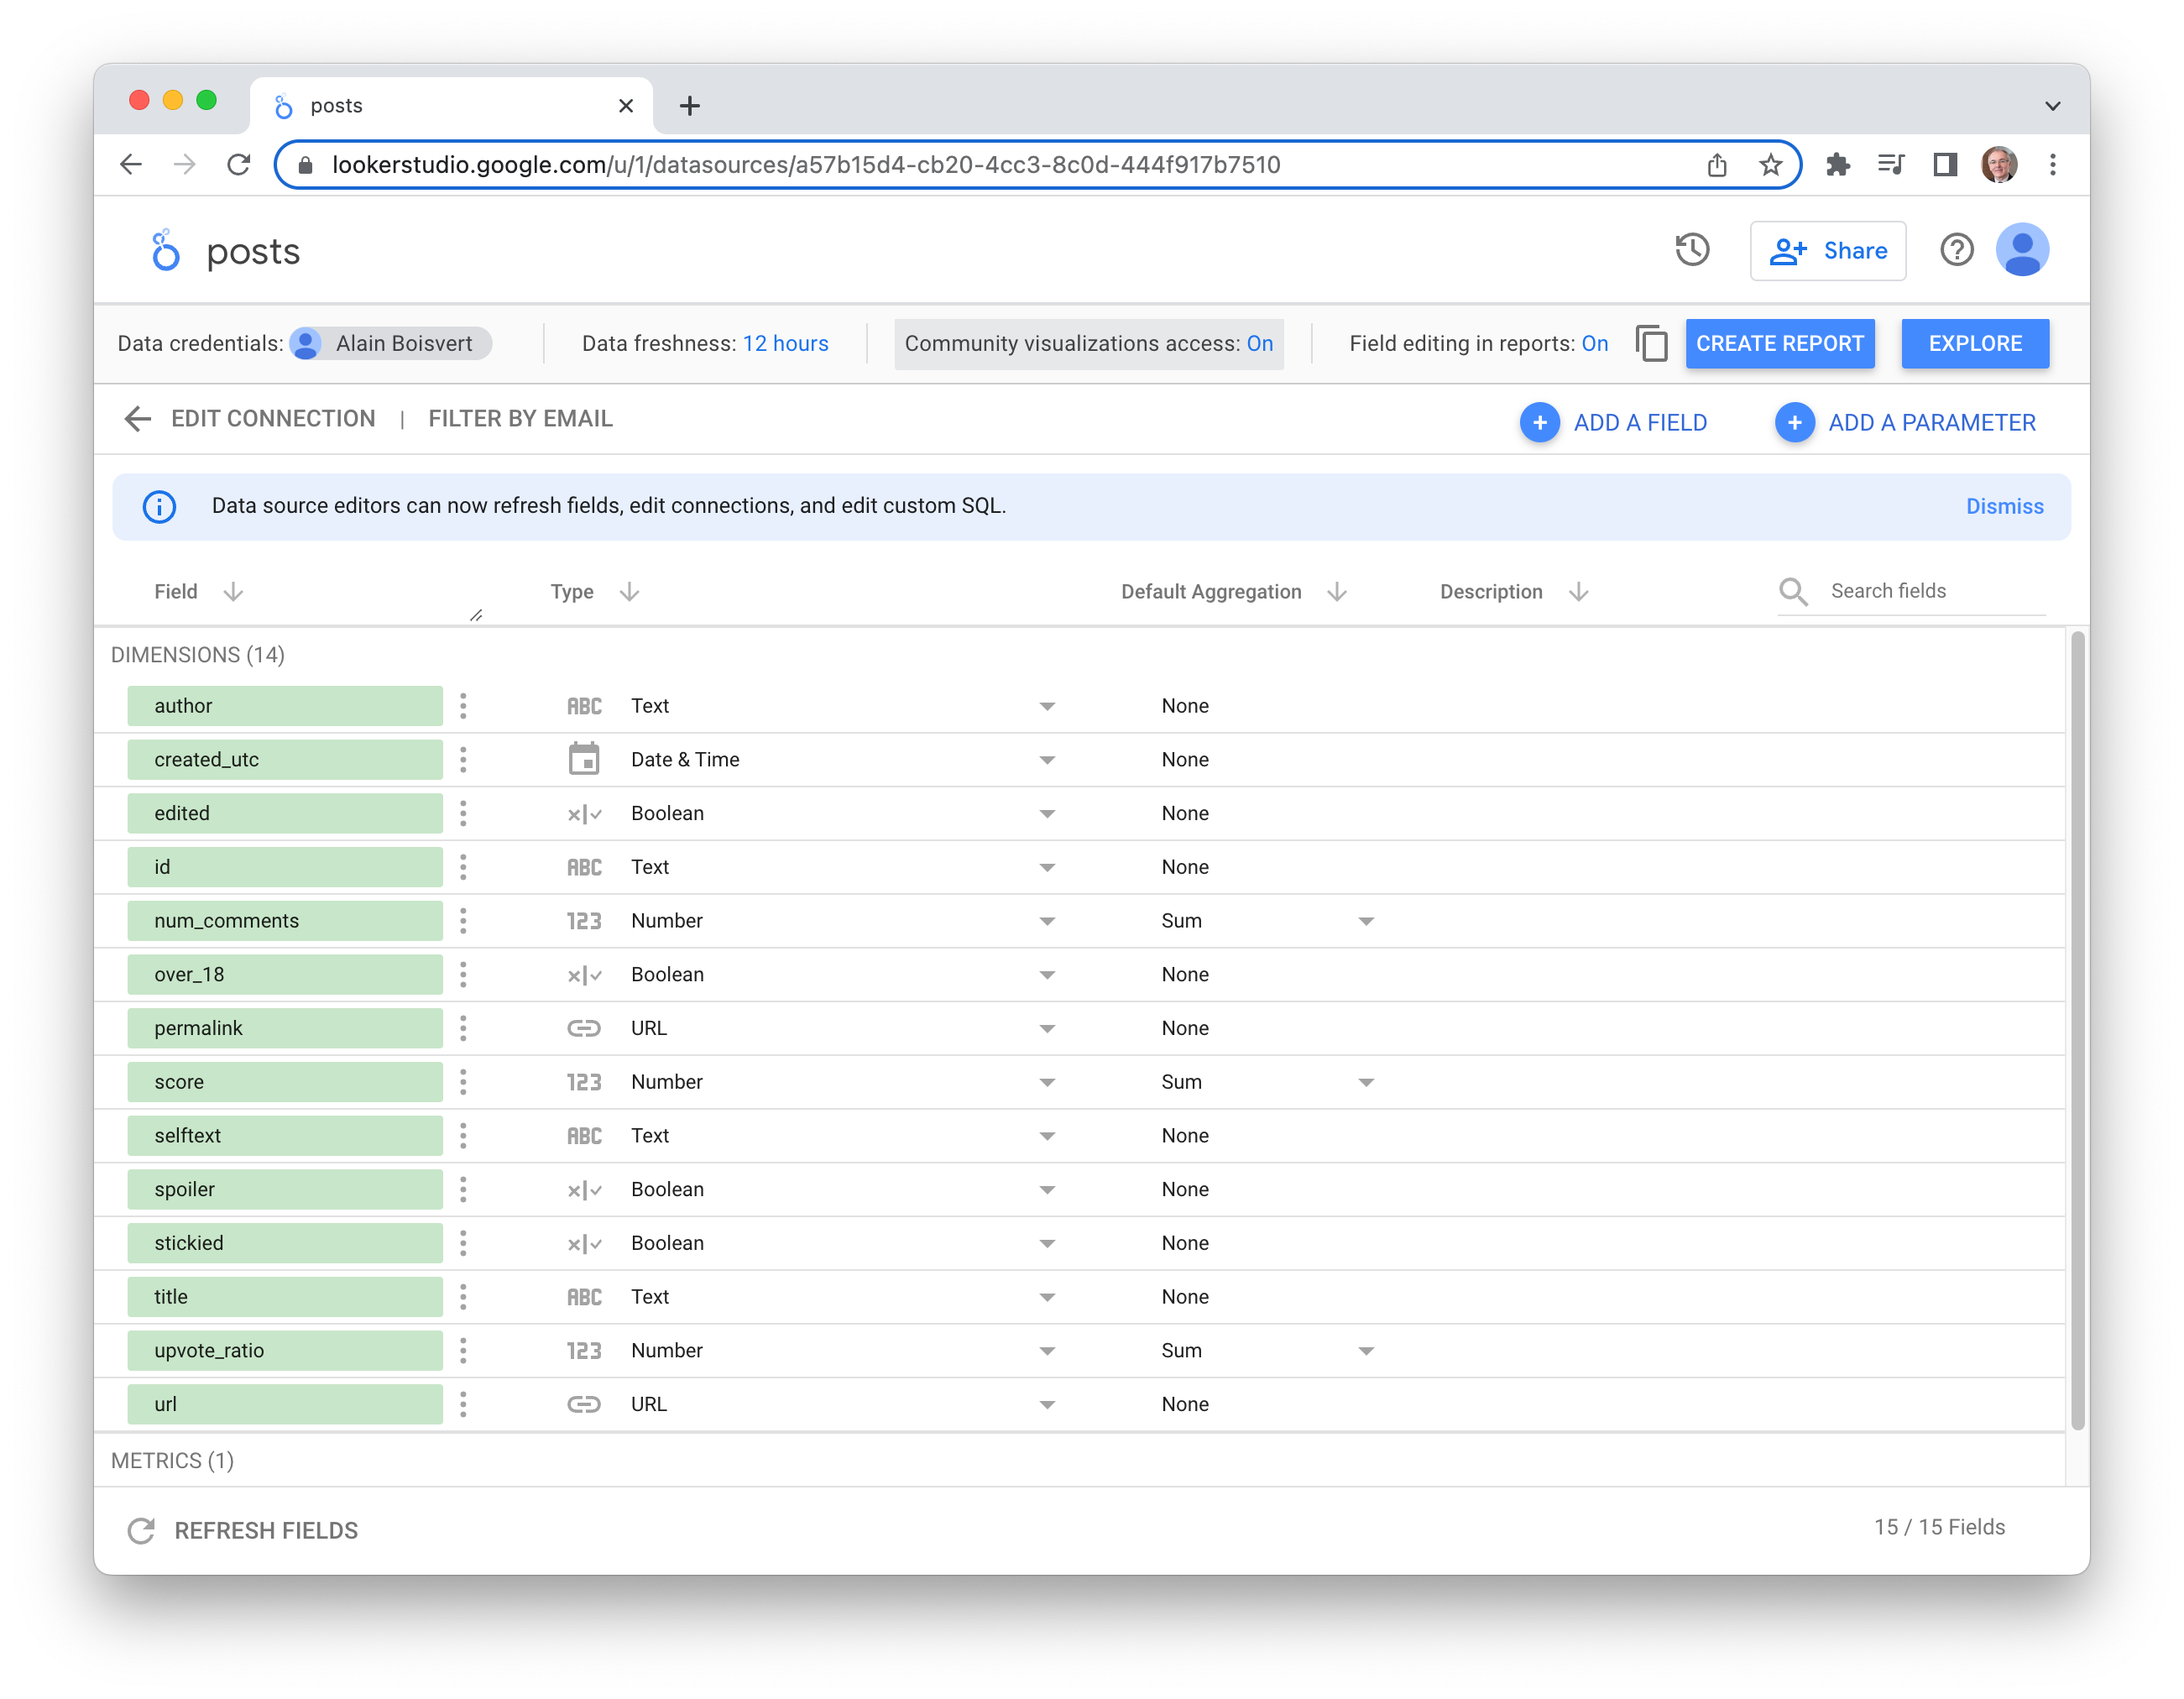 posts
lookerstudio.google.com/u/1/datasources/a57b15d4-cb20-4cc3-8c0d-444f917b7510
posts
Share
Data credentials: Alain Boisvert Data freshness: 12 hours Community visualizations access: On Field editing in reports: On CREATE REPORT EXPLORE
EDIT CONNECTION | FILTER BY EMAIL ADD A FIELD ADD A PARAMETER
Data source editors can now refresh fields, edit connections, and edit custom SQL. Dismiss
Field Type Default Aggregation Description Search fields
DIMENSIONS (14)
author ABC Text None
created_utc Date & Time None
edited Boolean None
id ABC Text None
num_comments 123 Number Sum
over_18 Boolean None
permalink URL None
score 123 Number Sum
selftext ABC Text None
spoiler Boolean None
stickied Boolean None
title ABC Text None
upvote_ratio 123 Number Sum
url URL None
METRICS (1)
REFRESH FIELDS 15 / 15 Fields